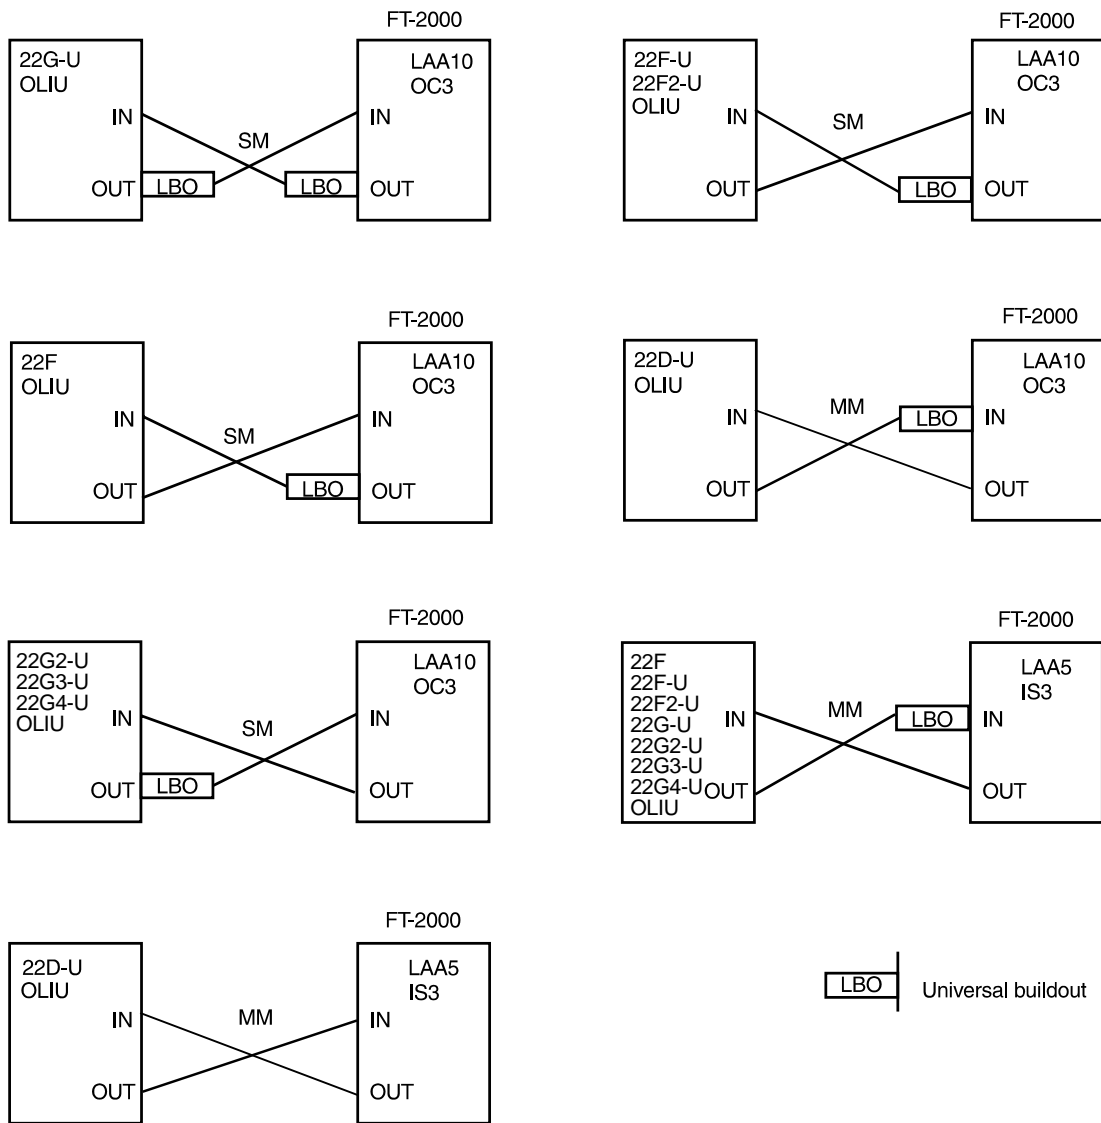 FT-2000
22G-U
OLIU
LAA10
OC3
IN
SM
IN
OUT
LBO
LBO
OUT
FT-2000
22F-U
22F2-U
OLIU
LAA10
OC3
IN
SM
IN
OUT
LBO
OUT
FT-2000
22F
OLIU
LAA10
OC3
IN
SM
IN
OUT
LBO
OUT
FT-2000
22D-U
OLIU
LAA10
OC3
IN
MM
LBO
IN
OUT
OUT
FT-2000
22G2-U
22G3-U
22G4-U
OLIU
LAA10
OC3
IN
SM
IN
OUT
LBO
OUT
FT-2000
22F
22F-U
22F2-U
22G-U
22G2-U
22G3-U
22G4-U
OLIU
LAA5
IS3
IN
MM
LBO
IN
OUT
OUT
FT-2000
22D-U
OLIU
LAA5
IS3
IN
MM
IN
OUT
OUT
LBO
Universal buildout